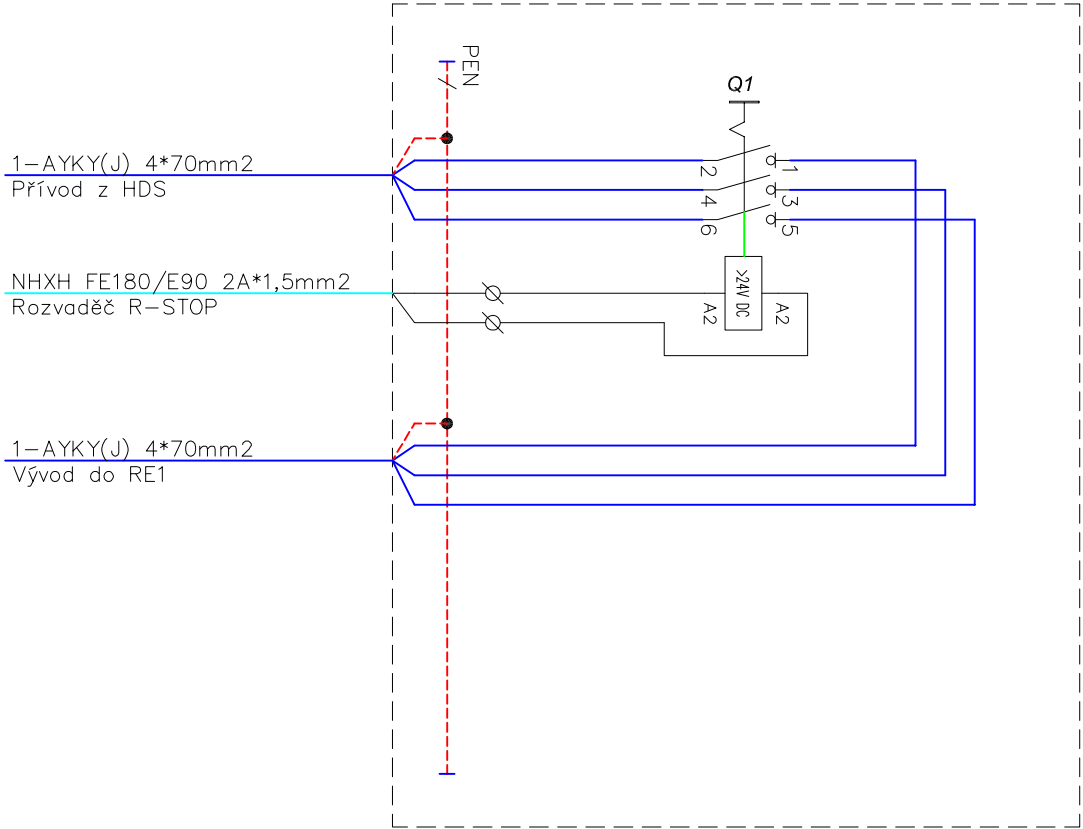 PEN
Q1
1-AYKY(J) 4*70mm2
Přívod z HDS
2
1
4
3
6
5
NHXH FE180/E90 2A*1,5mm2
Rozvaděč R-STOP
>24V DC
A2
A2
1-AYKY(J) 4*70mm2
Vývod do RE1